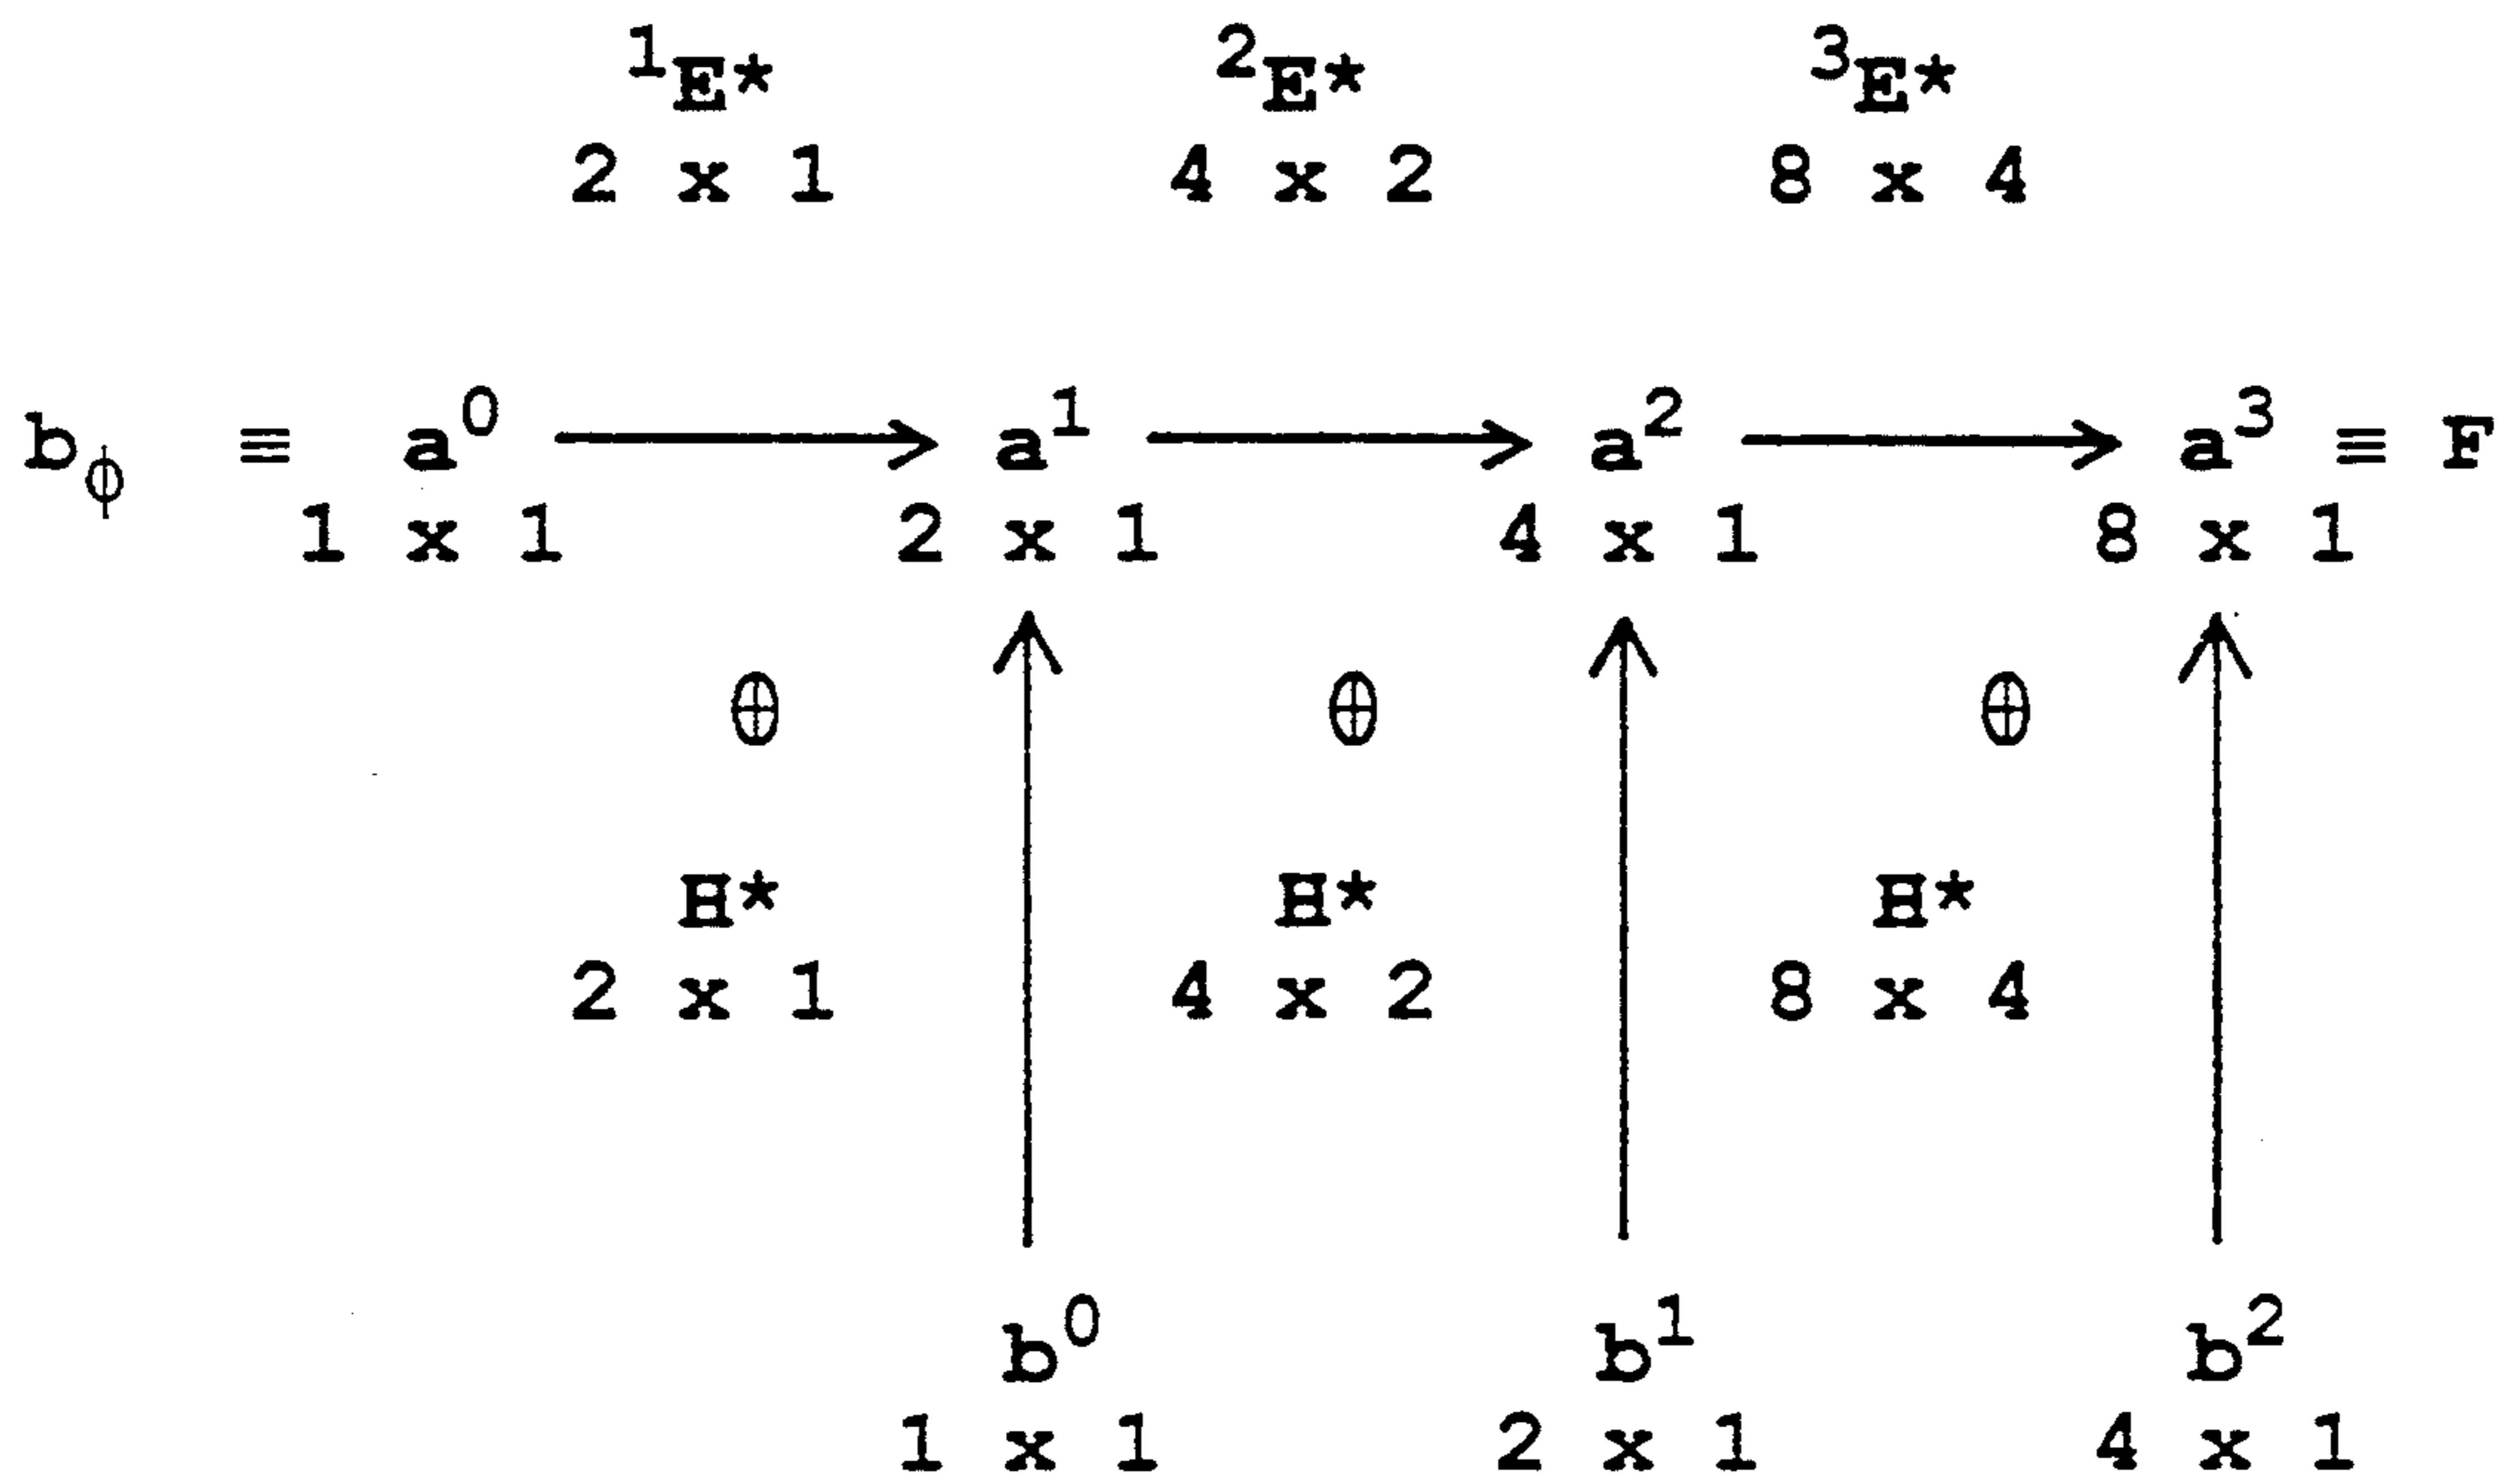 ¹E* ²E* ³E*
2 x 1 4 x 2 8 x 4
bϕ ≡ a⁰ a¹ a² a³ ≡ F
1 x 1 2 x 1 4 x 1 8 x 1
⊕ ⊕ ⊕
H* H* H*
2 x 1 4 x 2 8 x 4
b⁰ b¹ b²
1 x 1 2 x 1 4 x 1